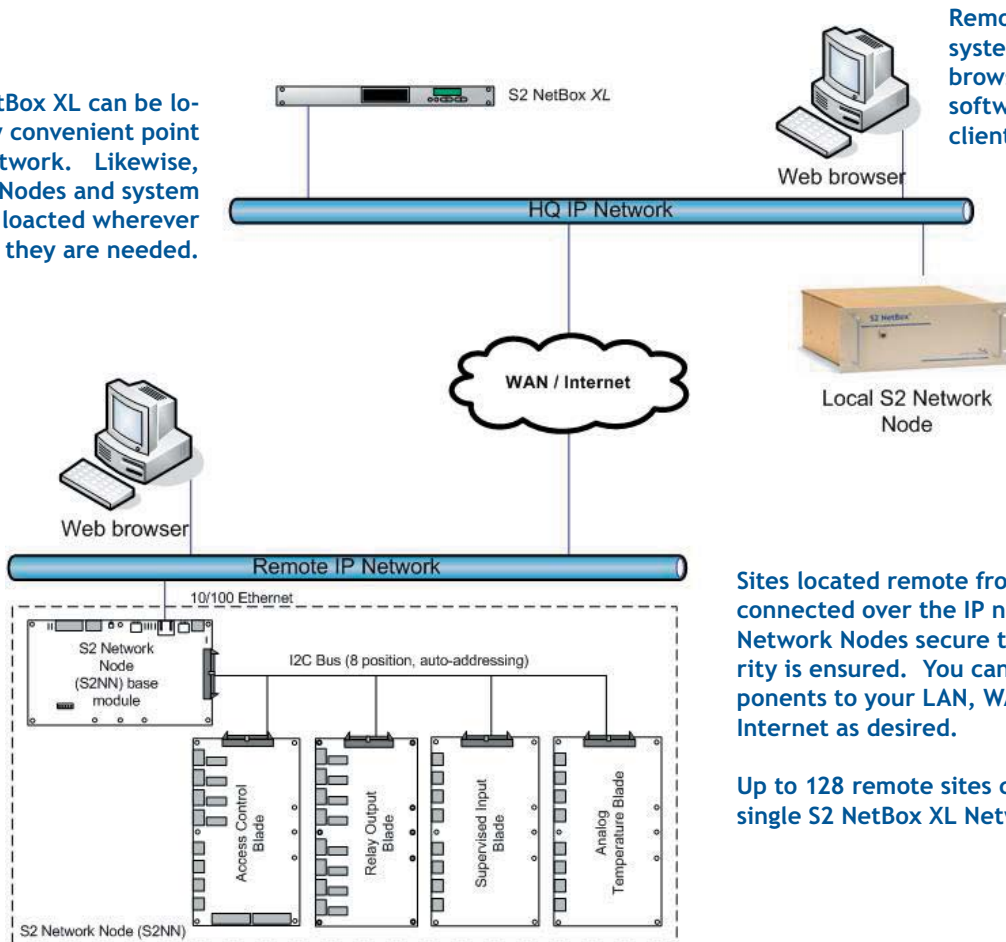 Remo
system
brows
softw
client
tBox XL can be lo-
y convenient point
twork. Likewise,
Nodes and system
loacted wherever
they are needed.
S2 NetBox XL
Web browser
HQ IP Network
S2 NetBox
Local S2 Network
Node
WAN / Internet
Web browser
Remote IP Network
10/100 Ethernet
S2 Network
Node
(S2NN) base
module
I2C Bus (8 position, auto-addressing)
Access Control
Blade
Relay Output
Blade
Supervised Input
Blade
Analog
Temperature Blade
S2 Network Node (S2NN)
Sites located remote fro
connected over the IP n
Network Nodes secure t
rity is ensured. You can
ponents to your LAN, WA
Internet as desired.
Up to 128 remote sites c
single S2 NetBox XL Netw